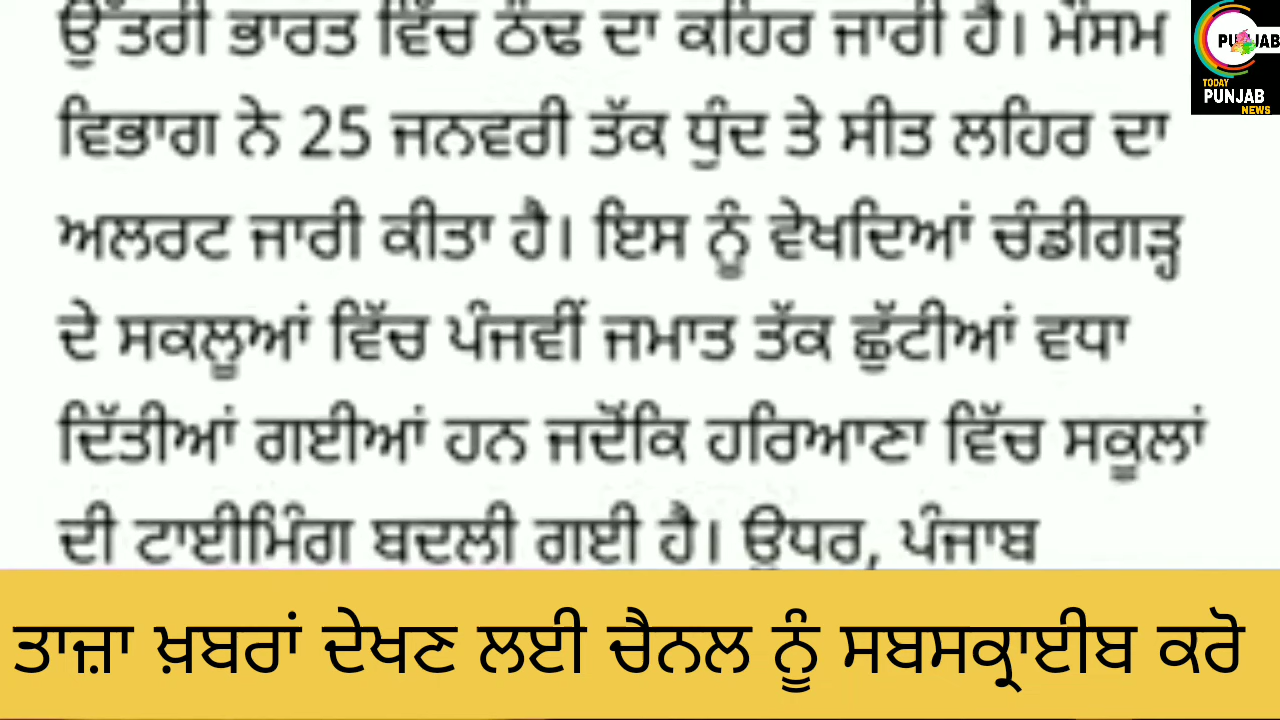 ਉੱਤਰੀ ਭਾਰਤ ਵਿੱਚ ਠੰਢ ਦਾ ਕਹਿਰ ਜਾਰੀ ਹੈ। ਮੌਸਮ
ਵਿਭਾਗ ਨੇ 25 ਜਨਵਰੀ ਤੱਕ ਧੁੰਦ ਤੇ ਸੀਤ ਲਹਿਰ ਦਾ
ਅਲਰਟ ਜਾਰੀ ਕੀਤਾ ਹੈ। ਇਸ ਨੂੰ ਵੇਖਦਿਆਂ ਚੰਡੀਗੜ੍ਹ
ਦੇ ਸਕਲੂਆਂ ਵਿੱਚ ਪੰਜਵੀਂ ਜਮਾਤ ਤੱਕ ਛੁੱਟੀਆਂ ਵਧਾ
ਦਿੱਤੀਆਂ ਗਈਆਂ ਹਨ ਜਦੋਂਕਿ ਹਰਿਆਣਾ ਵਿੱਚ ਸਕੂਲਾਂ
ਦੀ ਟਾਈਮਿੰਗ ਬਦਲੀ ਗਈ ਹੈ। ਉਧਰ, ਪੰਜਾਬ
ਤਾਜ਼ਾ ਖ਼ਬਰਾਂ ਦੇਖਣ ਲਈ ਚੈਨਲ ਨੂੰ ਸਬਸਕ੍ਰਾਈਬ ਕਰੋ
PUNJAB
TODAY
PUNJAB
NEWS